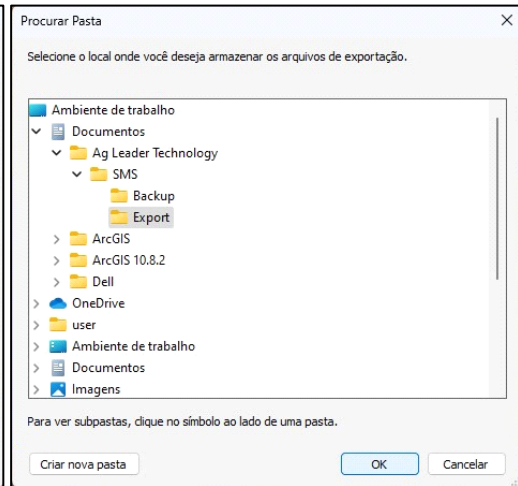 Procurar Pasta
Selecione o local onde você deseja armazenar os arquivos de exportação.
Ambiente de trabalho
Documentos
Ag Leader Technology
SMS
Backup
Export
ArcGIS
ArcGIS 10.8.2
Dell
OneDrive
user
Ambiente de trabalho
Documentos
Imagens
Para ver subpastas, clique no símbolo ao lado de uma pasta.
Criar nova pasta OK Cancelar